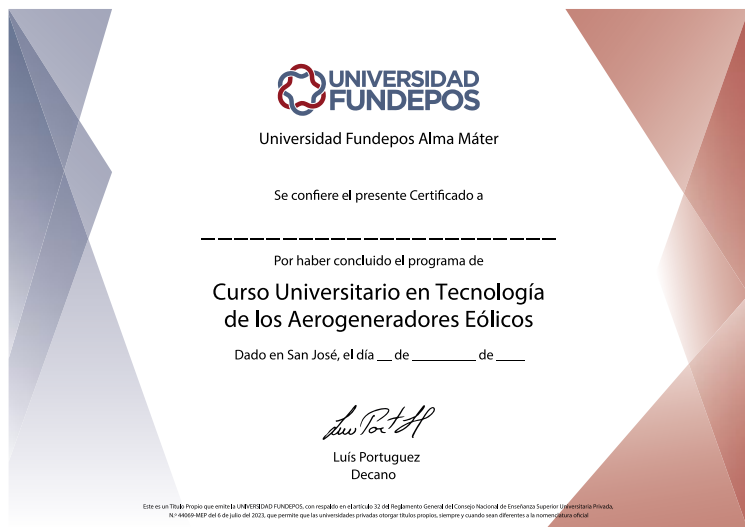 UNIVERSIDAD
FUNDEPOS
Universidad Fundepos Alma Máter
Se confiere el presente Certificado a
Por haber concluido el programa de
Curso Universitario en Tecnología
de los Aerogeneradores Eólicos
Dado en San José, el día __ de _________ de ____
Luís Portuguez
Decano
Este es un Título Propio que emite la UNIVERSIDAD FUNDEPOS, con respaldo en el artículo 32 del Reglamento General del Consejo Nacional de Enseñanza Superior Universitaria Privada,
N.º 44069-MEP del 6 de julio del 2023, que permite que las universidades privadas otorgar títulos propios, siempre y cuando sean diferentes a la nomenclatura oficial